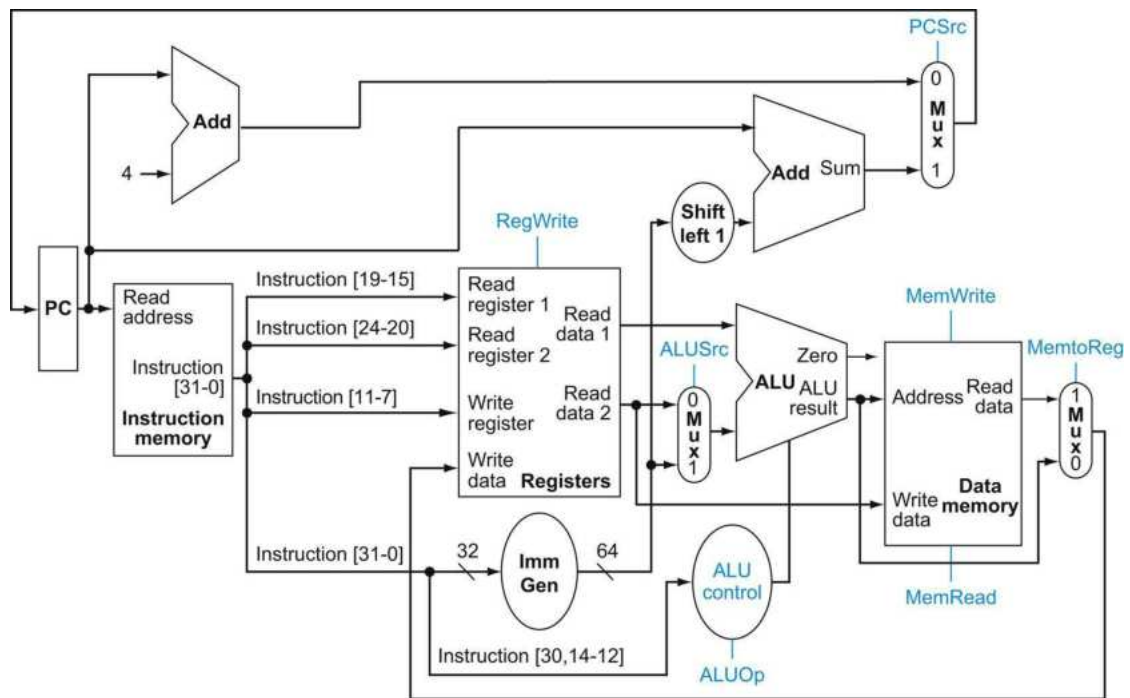 PCSrc
0
Mux
1
Add
4
Add
Sum
Shift
left 1
RegWrite
PC
Read
address
Instruction
[31-0]
Instruction
memory
Instruction [19-15]
Instruction [24-20]
Instruction [11-7]
Instruction [31-0]
Instruction [30,14-12]
Read
register 1
Read
register 2
Write
register
Write
data
Read
data 1
Read
data 2
Registers
32
Imm
Gen
64
ALUSrc
0
Mux
1
Zero
ALU
ALU
result
ALU
control
ALUOp
MemWrite
Address
Read
data
Write
data
Data
memory
MemRead
MemtoReg
1
Mux
0